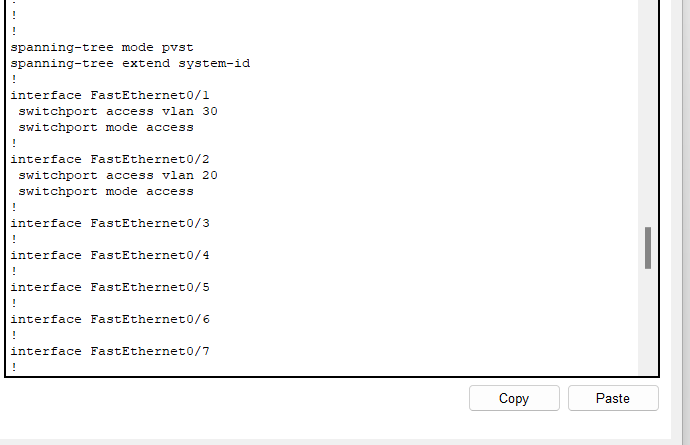 !
!
!
spanning-tree mode pvst
spanning-tree extend system-id
!
interface FastEthernet0/1
 switchport access vlan 30
 switchport mode access
!
interface FastEthernet0/2
 switchport access vlan 20
 switchport mode access
!
interface FastEthernet0/3
!
interface FastEthernet0/4
!
interface FastEthernet0/5
!
interface FastEthernet0/6
!
interface FastEthernet0/7
!
Copy
Paste